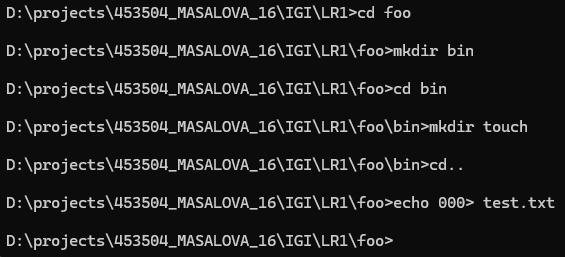 D:\projects\453504_MASALOVA_16\IGI\LR1>cd foo
D:\projects\453504_MASALOVA_16\IGI\LR1\foo>mkdir bin
D:\projects\453504_MASALOVA_16\IGI\LR1\foo>cd bin
D:\projects\453504_MASALOVA_16\IGI\LR1\foo\bin>mkdir touch
D:\projects\453504_MASALOVA_16\IGI\LR1\foo\bin>cd..
D:\projects\453504_MASALOVA_16\IGI\LR1\foo>echo 000> test.txt
D:\projects\453504_MASALOVA_16\IGI\LR1\foo>